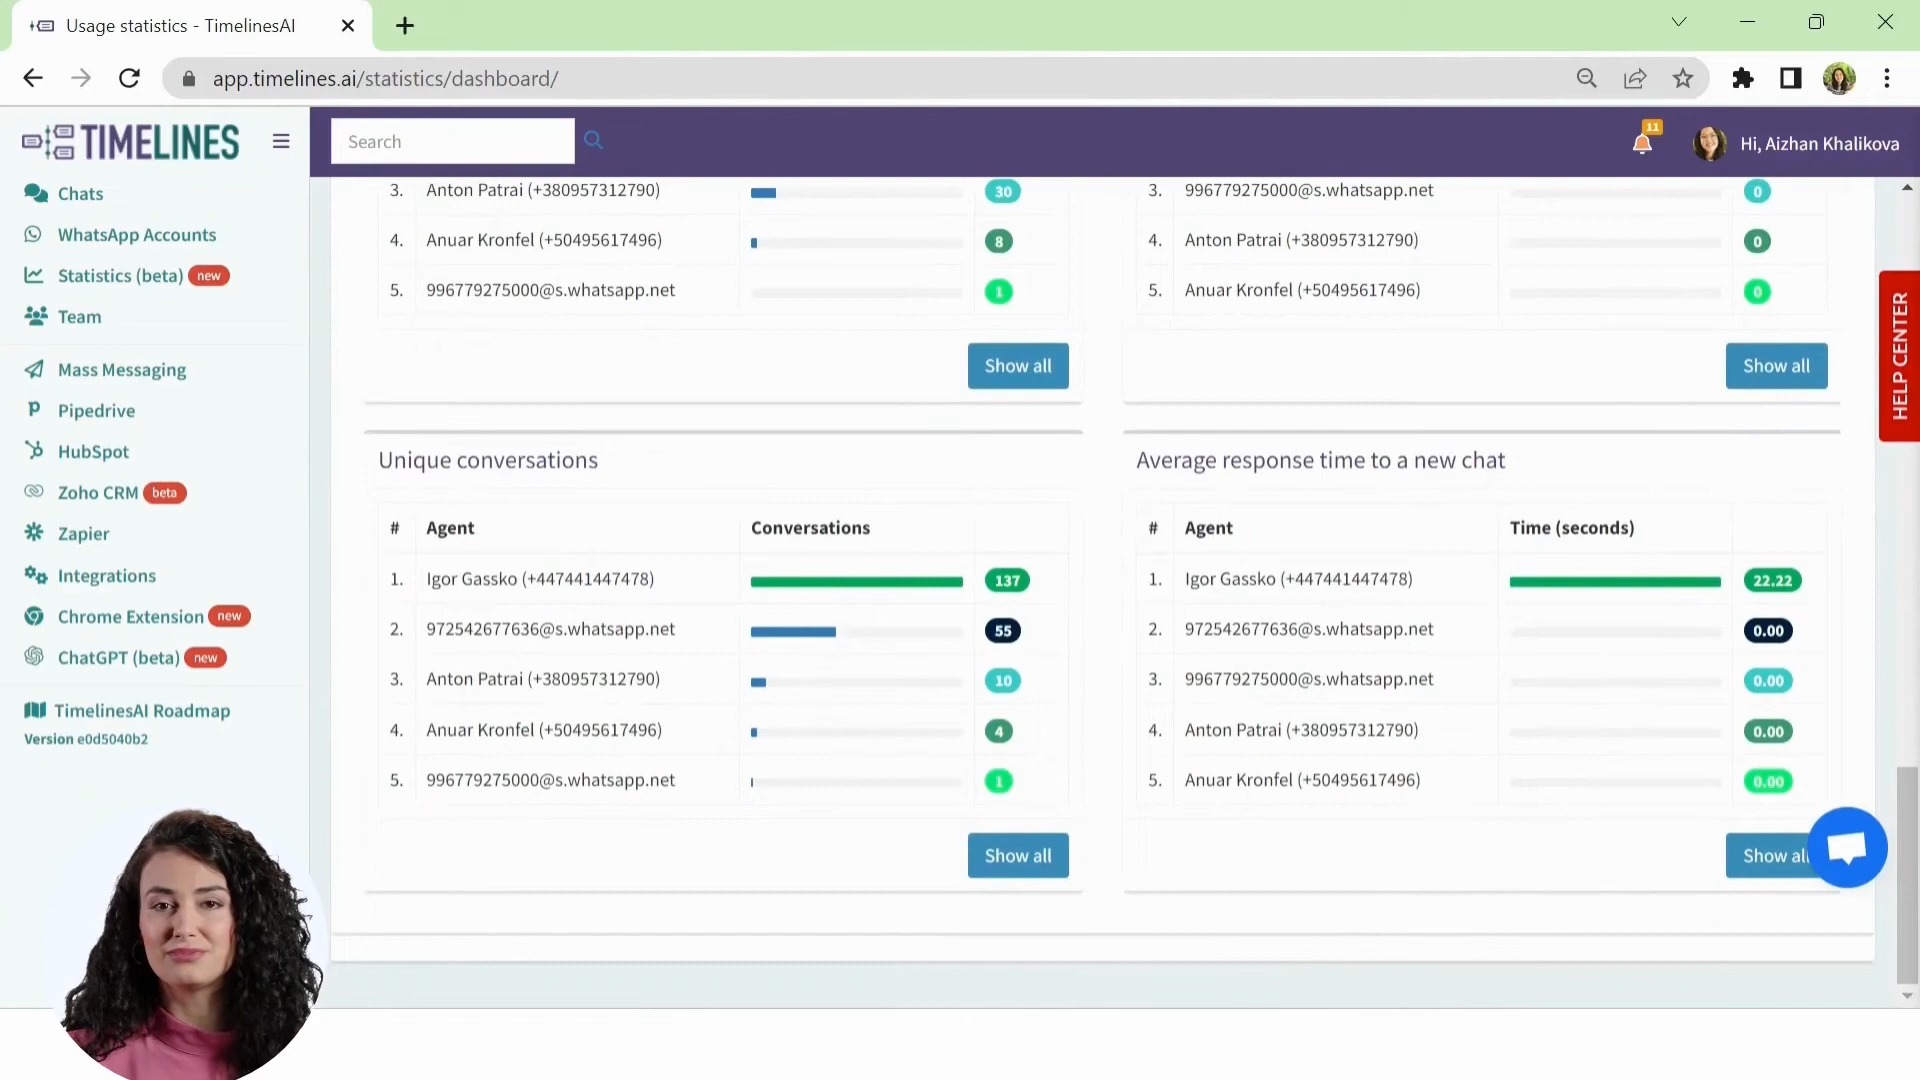 Usage statistics - TimelinesAI
app.timelines.ai/statistics/dashboard/
TIMELINES
Search
11
Hi, Aizhan Khalikova
Chats
WhatsApp Accounts
Statistics (beta) new
Team
Mass Messaging
Pipedrive
HubSpot
Zoho CRM beta
Zapier
Integrations
Chrome Extension new
ChatGPT (beta) new
TimelinesAI Roadmap
Version e0d5040b2
3. Anton Patrai (+380957312790) 30
4. Anuar Kronfel (+50495617496) 8
5. 996779275000@s.whatsapp.net 1
Show all
3. 996779275000@s.whatsapp.net 0
4. Anton Patrai (+380957312790) 0
5. Anuar Kronfel (+50495617496) 0
Show all
Unique conversations
# Agent Conversations
1. Igor Gassko (+447441447478) 137
2. 972542677636@s.whatsapp.net 55
3. Anton Patrai (+380957312790) 10
4. Anuar Kronfel (+50495617496) 4
5. 996779275000@s.whatsapp.net 1
Show all
Average response time to a new chat
# Agent Time (seconds)
1. Igor Gassko (+447441447478) 22.22
2. 972542677636@s.whatsapp.net 0.00
3. 996779275000@s.whatsapp.net 0.00
4. Anton Patrai (+380957312790) 0.00
5. Anuar Kronfel (+50495617496) 0.00
Show all
HELP CENTER